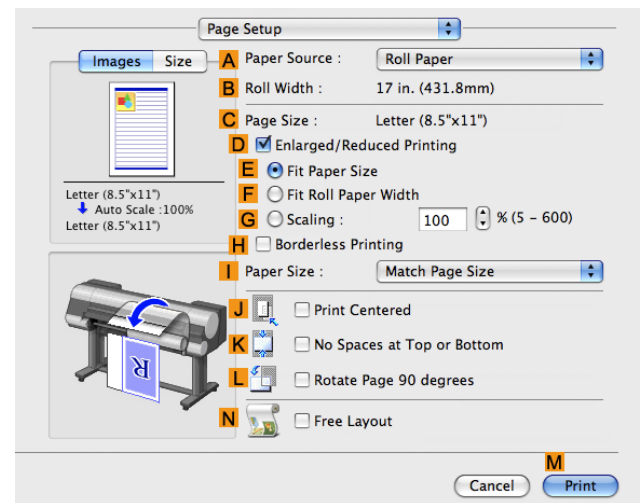 Page Setup
Images Size
A Paper Source : Roll Paper
B Roll Width : 17 in. (431.8mm)
C Page Size : Letter (8.5"x11")
D Enlarged/Reduced Printing
E Fit Paper Size
F Fit Roll Paper Width
G Scaling : 100 % (5 – 600)
H Borderless Printing
Letter (8.5"x11")
Auto Scale :100%
Letter (8.5"x11")
I Paper Size : Match Page Size
J Print Centered
K No Spaces at Top or Bottom
L Rotate Page 90 degrees
R
N Free Layout
M
Cancel Print